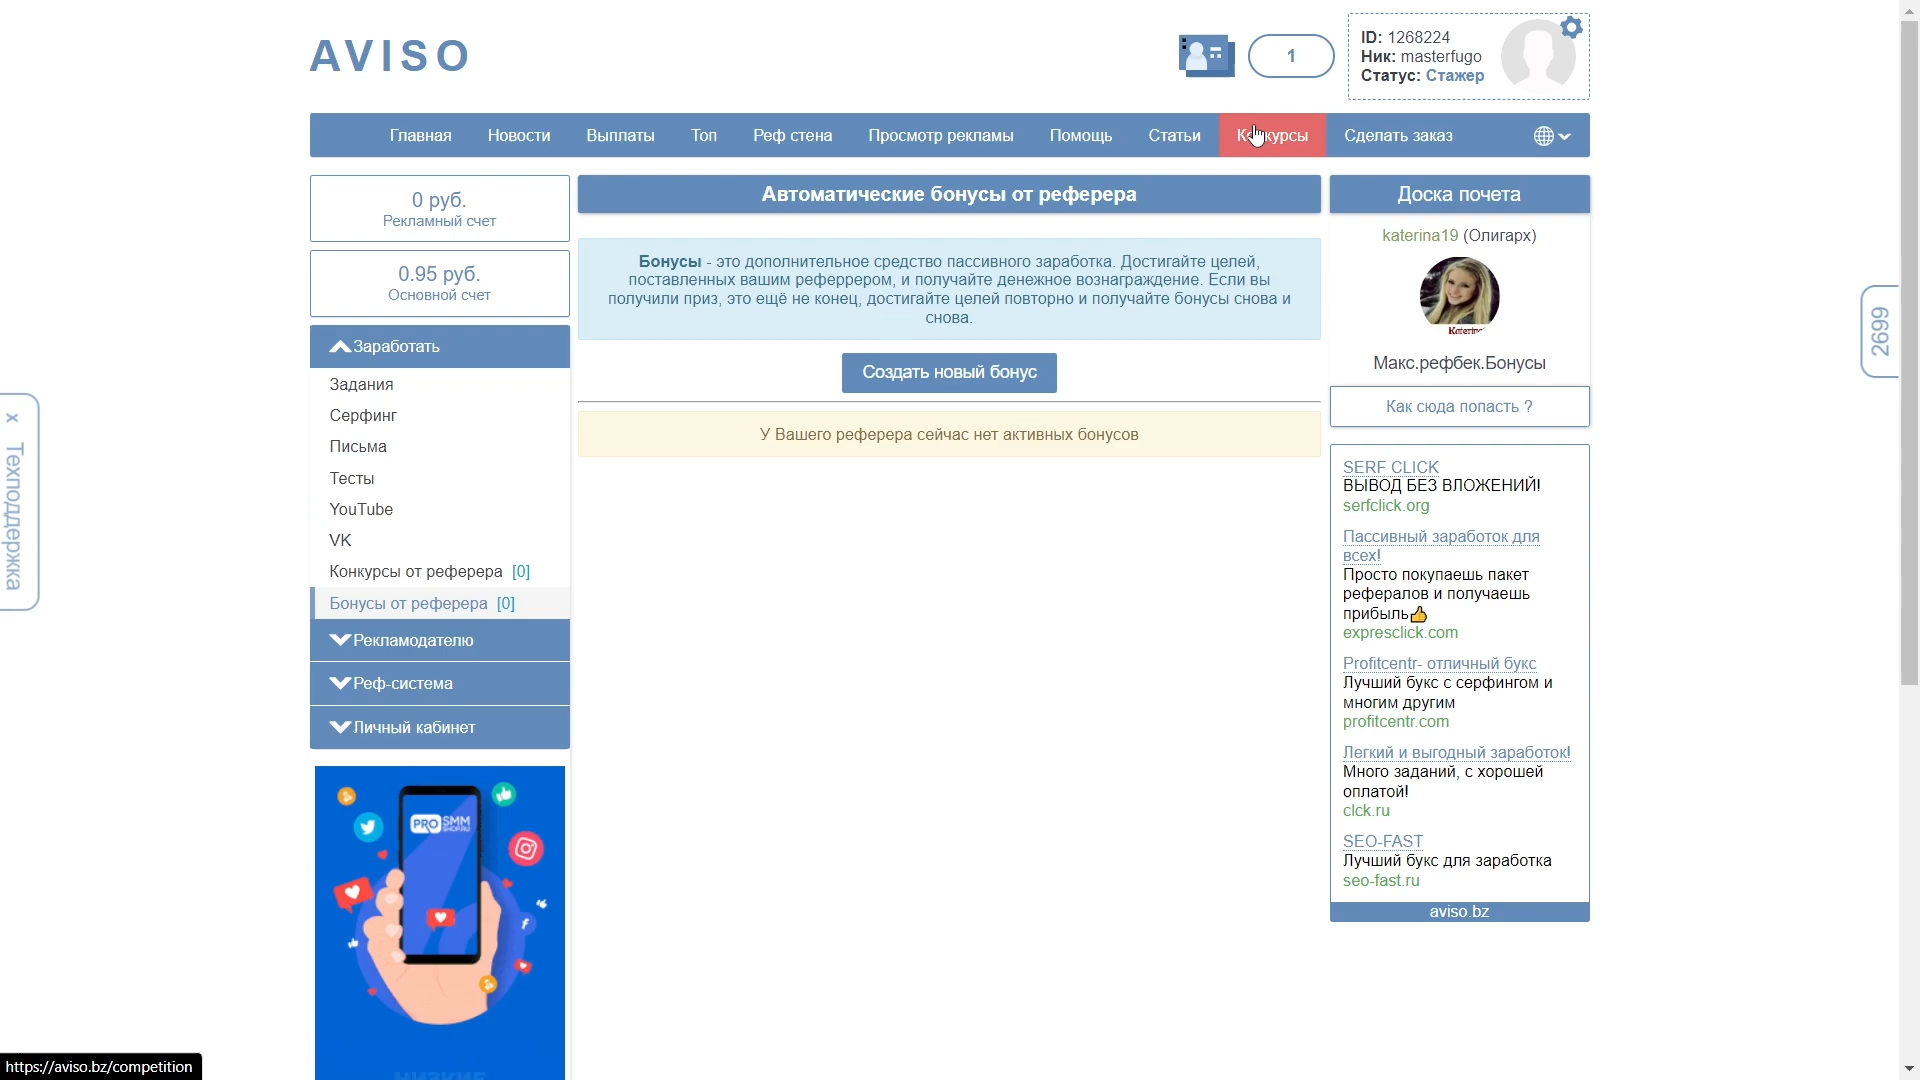 AVISO
1
ID: 1268224
Ник: masterfugo
Статус: Стажер
Главная
Новости
Выплаты
Топ
Реф стена
Просмотр рекламы
Помощь
Статьи
Сделать заказ
0 руб.
Рекламный счет
0.95 руб.
Основной счет
Заработать
Задания
Серфинг
Письма
Тесты
YouTube
VK
Конкурсы от реферера [0]
Бонусы от реферера [0]
Рекламодателю
Реф-система
Личный кабинет
PRO SMM
SHOP.RU
Автоматические бонусы от реферера
Бонусы - это дополнительное средство пассивного заработка. Достигайте целей,
поставленных вашим реферрером, и получайте денежное вознаграждение. Если вы
получили приз, это ещё не конец, достигайте целей повторно и получайте бонусы снова и
снова.
Создать новый бонус
У Вашего реферера сейчас нет активных бонусов
Доска почета
katerina19 (Олигарх)
Макс.рефбек.Бонусы
Как сюда попасть ?
SERF CLICK
ВЫВОД БЕЗ ВЛОЖЕНИЙ!
serfclick.org
Пассивный заработок для
всех!
Просто покупаешь пакет
рефералов и получаешь
прибыль👍
expresclick.com
Profitcentr- отличный букс
Лучший букс с серфингом и
многим другим
profitcentr.com
Легкий и выгодный заработок!
Много заданий, с хорошей
оплатой!
clck.ru
SEO-FAST
Лучший букс для заработка
seo-fast.ru
aviso.bz
x Техподдержка
2699
https://aviso.bz/competition